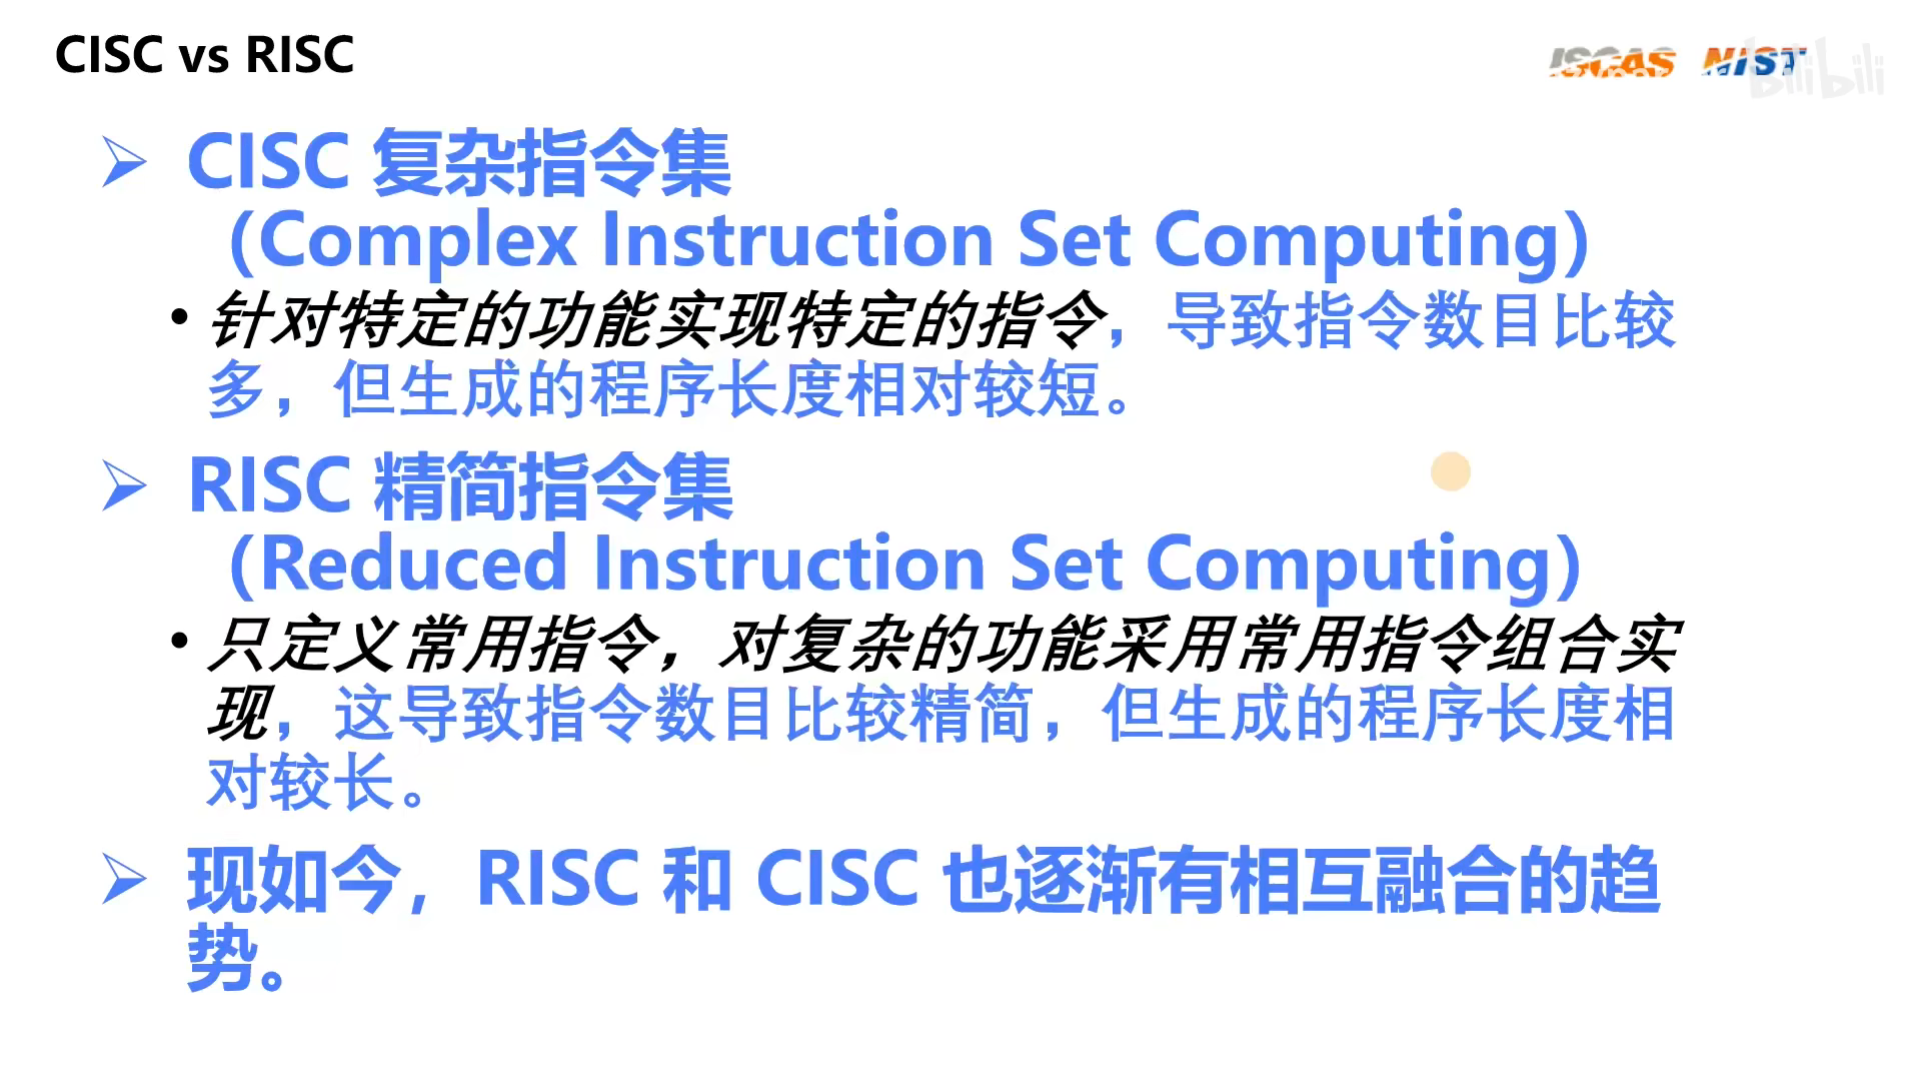 CISC vs RISC
ISCAS MIST
bilibili
CISC 复杂指令集
（Complex Instruction Set Computing）
针对特定的功能实现特定的指令，导致指令数目比较
多，但生成的程序长度相对较短。
RISC 精简指令集
（Reduced Instruction Set Computing）
只定义常用指令，对复杂的功能采用常用指令组合实
现，这导致指令数目比较精简，但生成的程序长度相
对较长。
现如今，RISC 和 CISC 也逐渐有相互融合的趋
势。